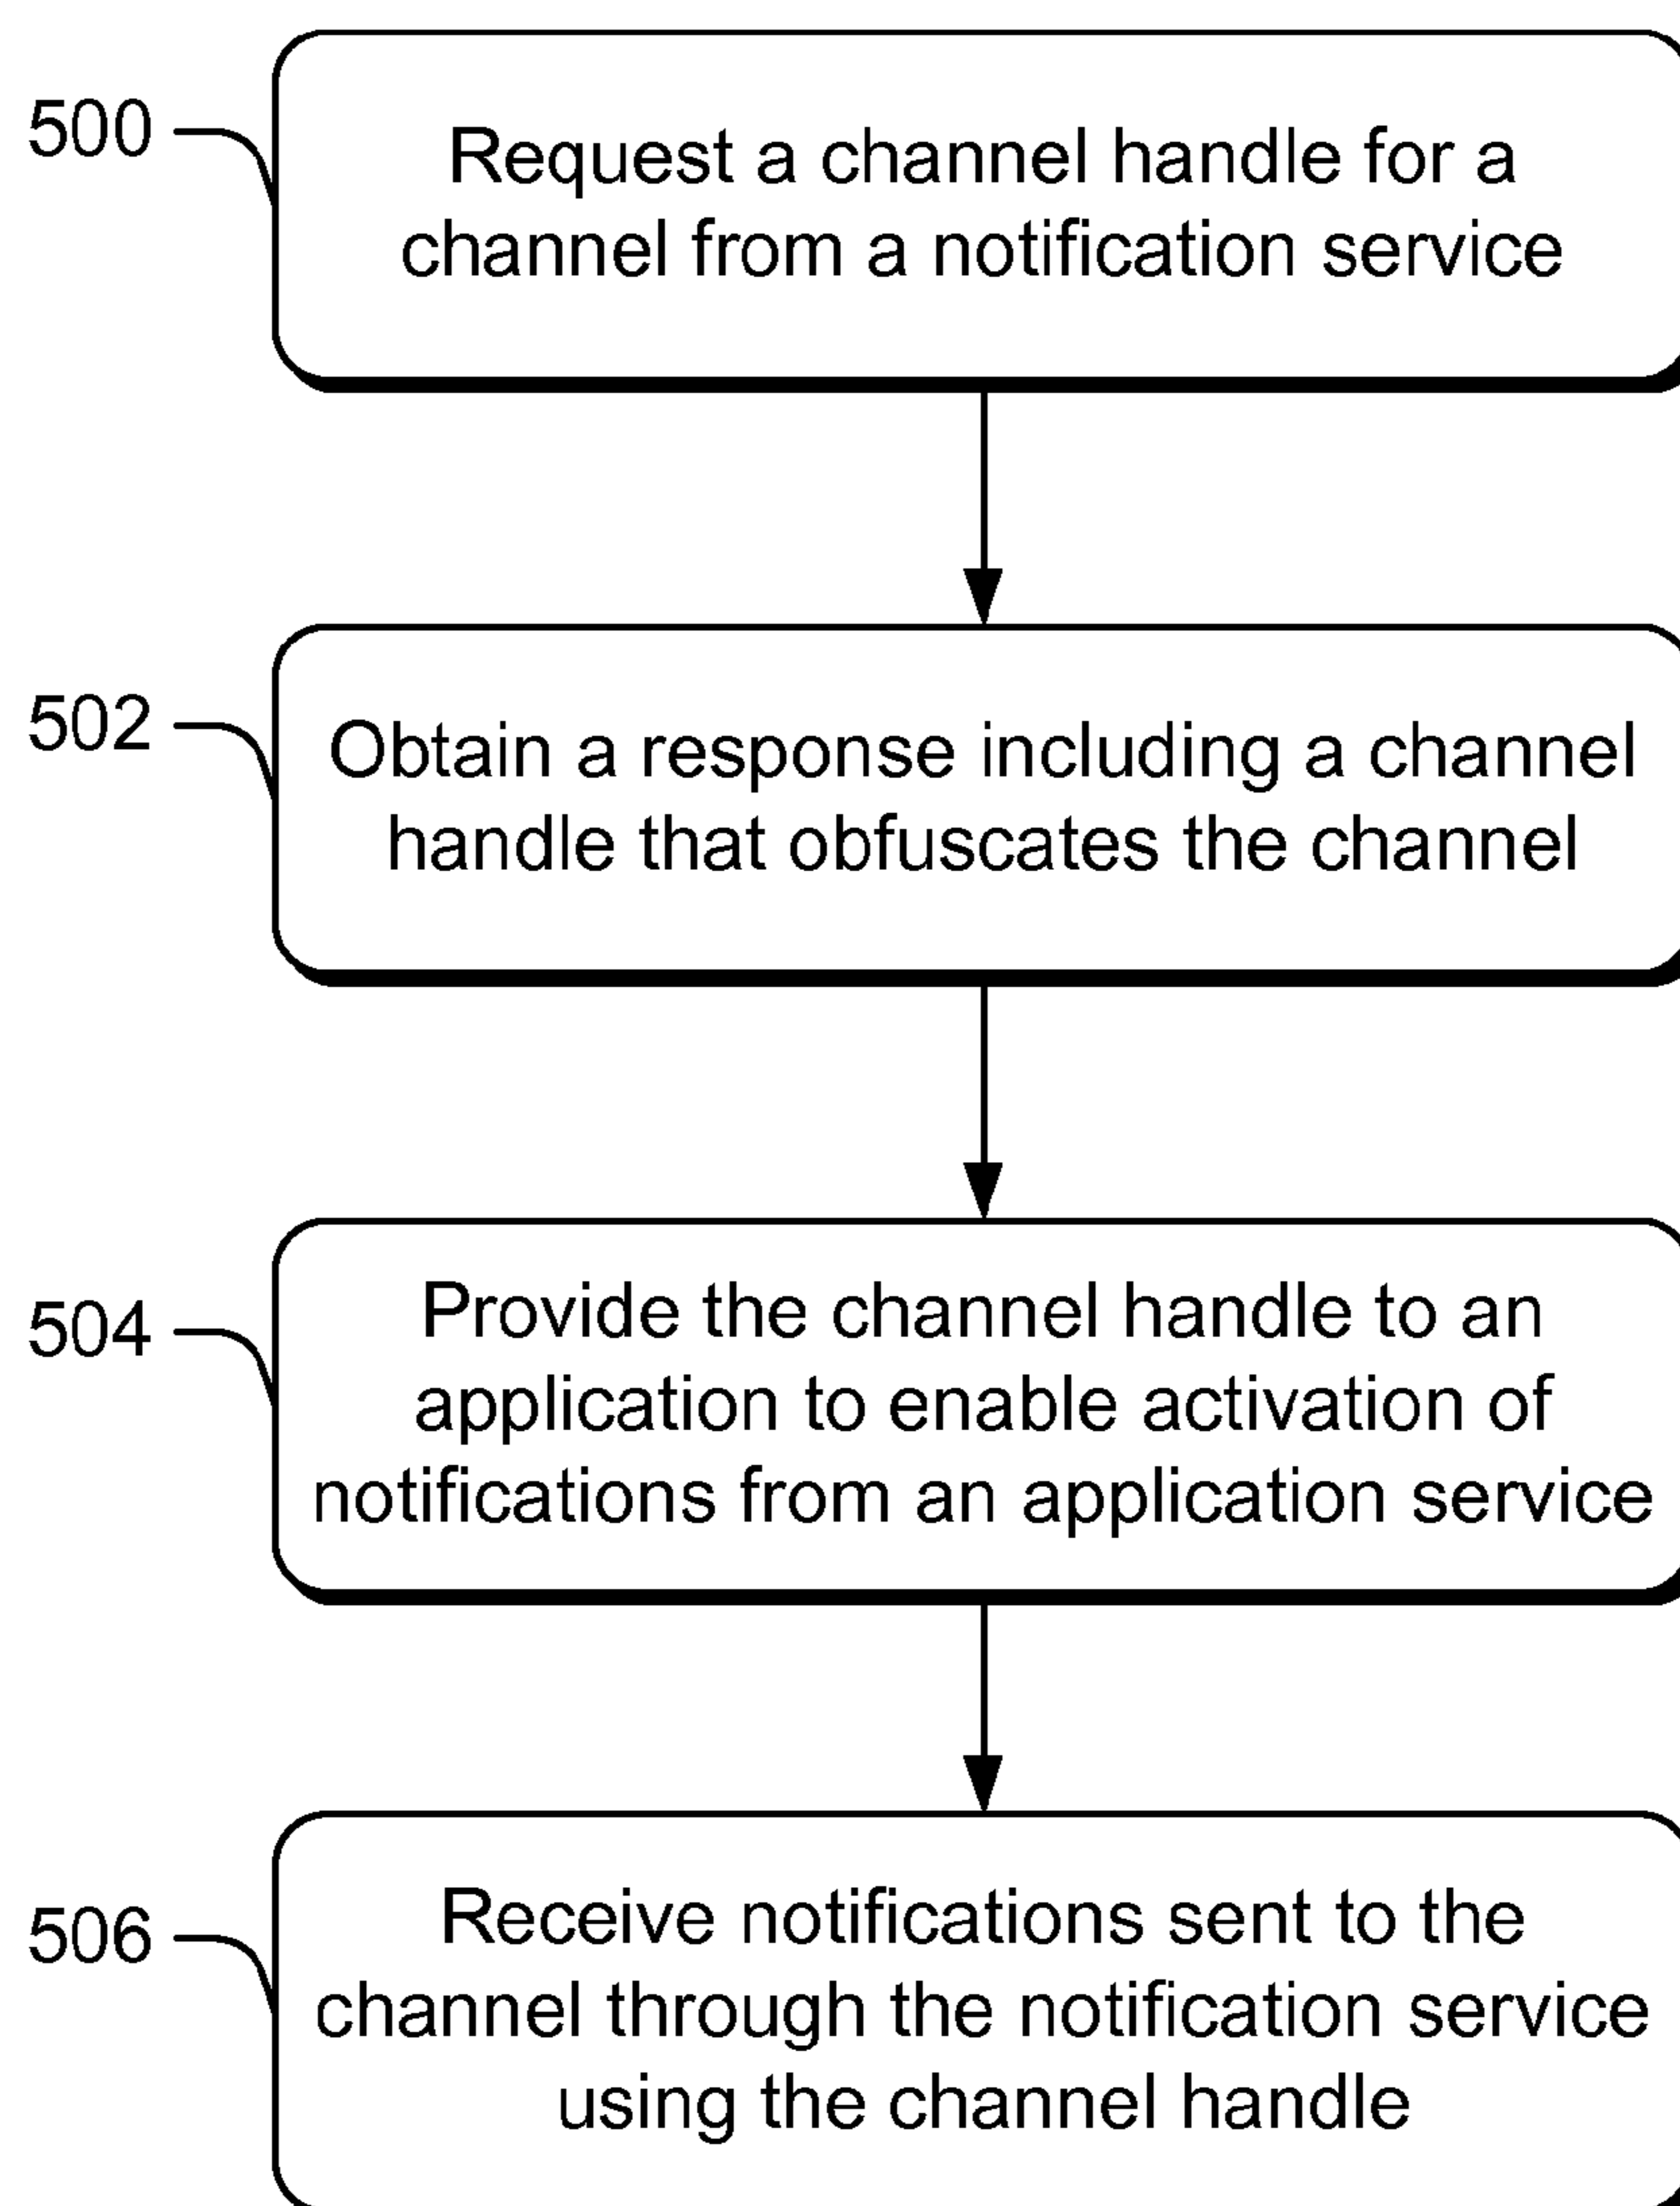 500
Request a channel handle for a
channel from a notification service
502
Obtain a response including a channel
handle that obfuscates the channel
504
Provide the channel handle to an
application to enable activation of
notifications from an application service
506
Receive notifications sent to the
channel through the notification service
using the channel handle